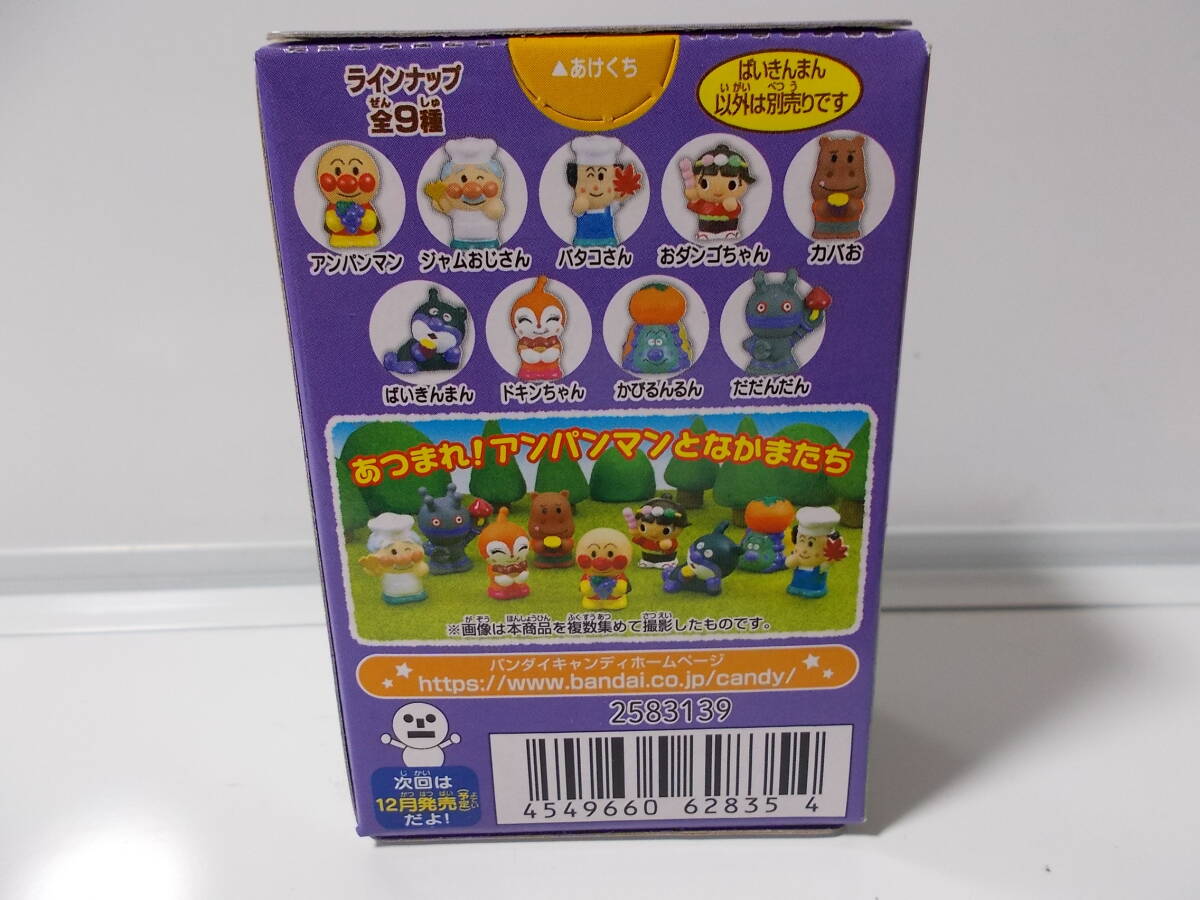 ▲あけくち
ラインナップ
ぜん しゅ
全9種
ばいきんまん
いがい べつう
以外は別売りです
アンパンマン ジャムおじさん バタコさん おダンゴちゃん カバお
ばいきんまん ドキンちゃん かびるんるん だだんだん
あつまれ!アンパンマンとなかまたち
がぞう ほんしょうひん ふくすうあつ さつえい
※画像は本商品を複数集めて撮影したものです。
バンダイキャンディホームページ
https://www.bandai.co.jp/candy/
2583139
じかい
次回は
がつはつばい よてい
12月発売(予定)
だよ!
4549660 628354